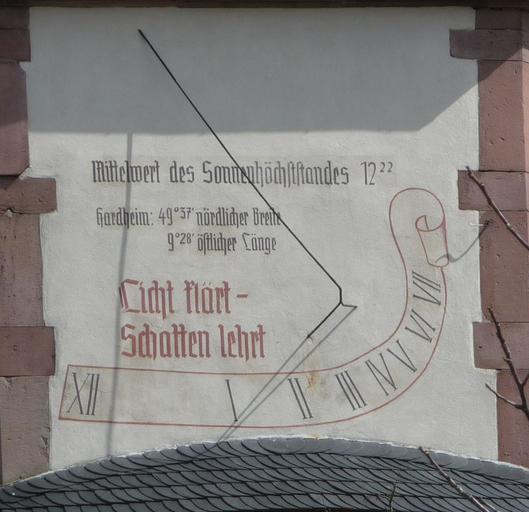 Mittelwert des Sonnenhöchststandes 12²²
Hardheim: 49°37′ nördlicher Breite
9°28′ östlicher Länge
Licht klärt –
Schatten lehrt
XII I II III IV V VI VII